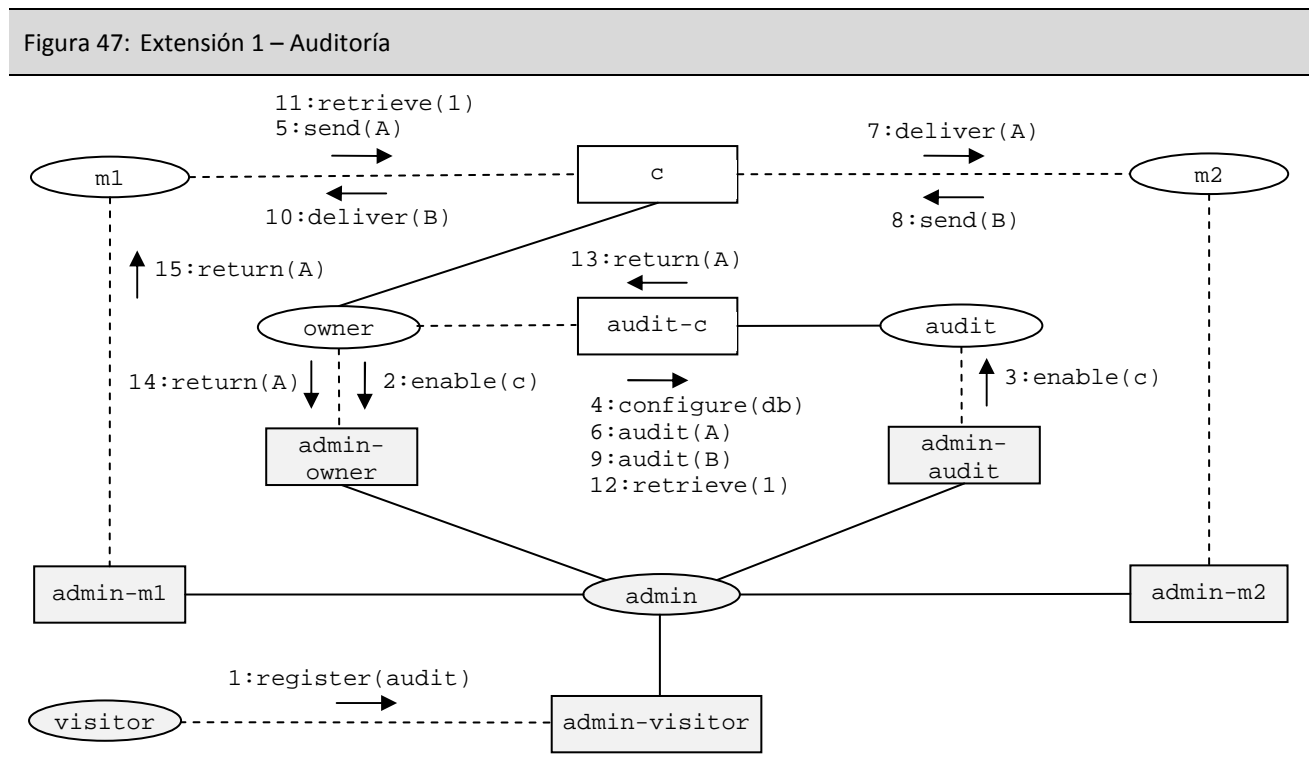 Figura 47: Extensión 1 – Auditoría
11:retrieve(1)
5:send(A)
7:deliver(A)
m1
c
m2
10:deliver(B)
8:send(B)
15:return(A)
13:return(A)
owner
audit-c
audit
14:return(A)
2:enable(c)
3:enable(c)
4:configure(db)
6:audit(A)
9:audit(B)
12:retrieve(1)
admin-
owner
admin-
audit
admin-m1
admin
admin-m2
1:register(audit)
visitor
admin-visitor